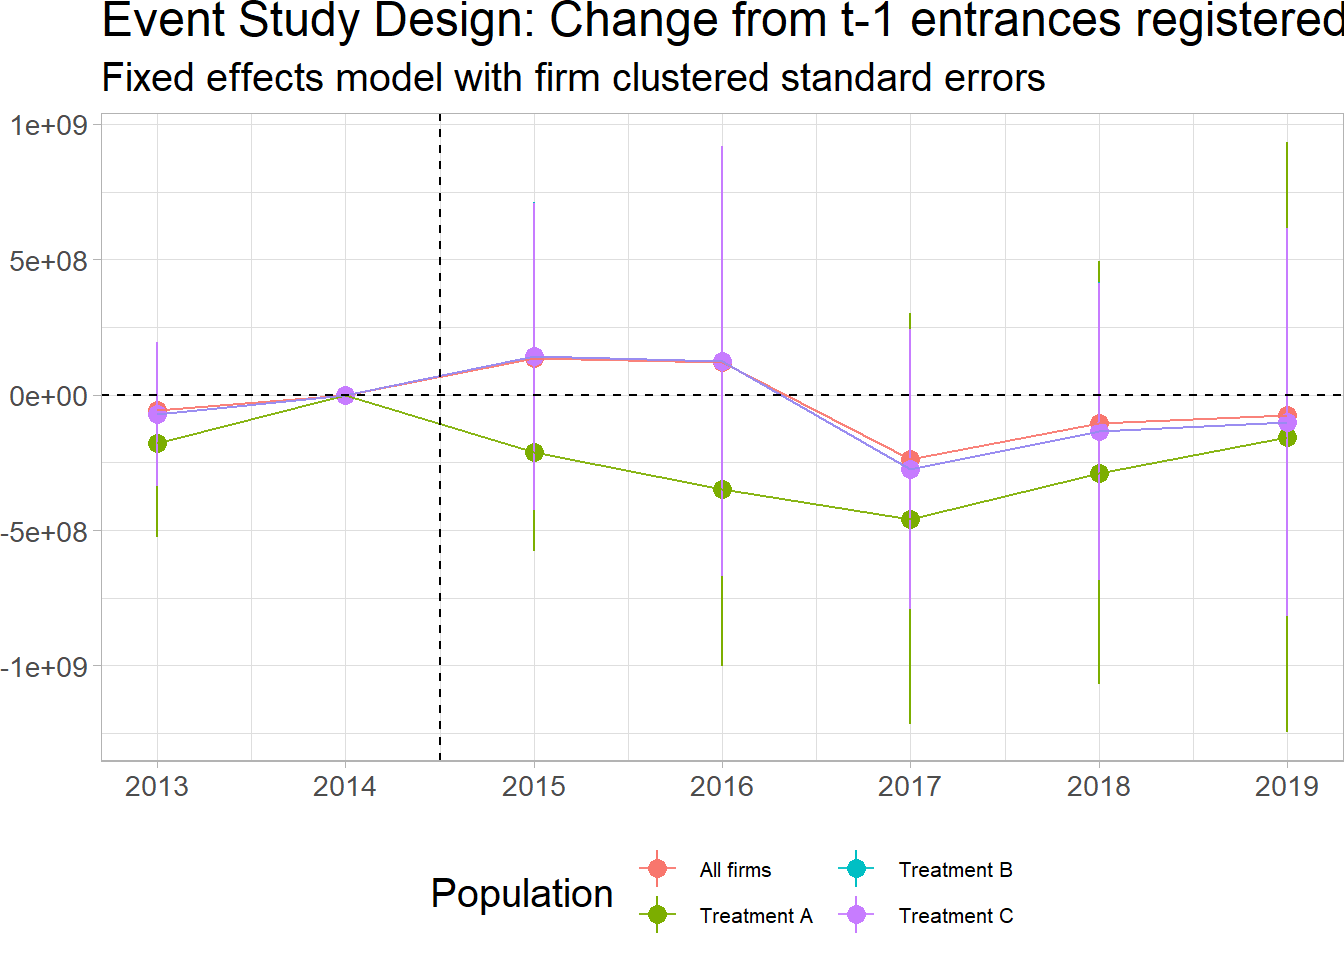 Event Study Design: Change from t-1 entrances registered
Fixed effects model with firm clustered standard errors
1e+09
5e+08
0e+00
-5e+08
-1e+09
2013 2014 2015 2016 2017 2018 2019
Population
All firms
Treatment A
Treatment B
Treatment C